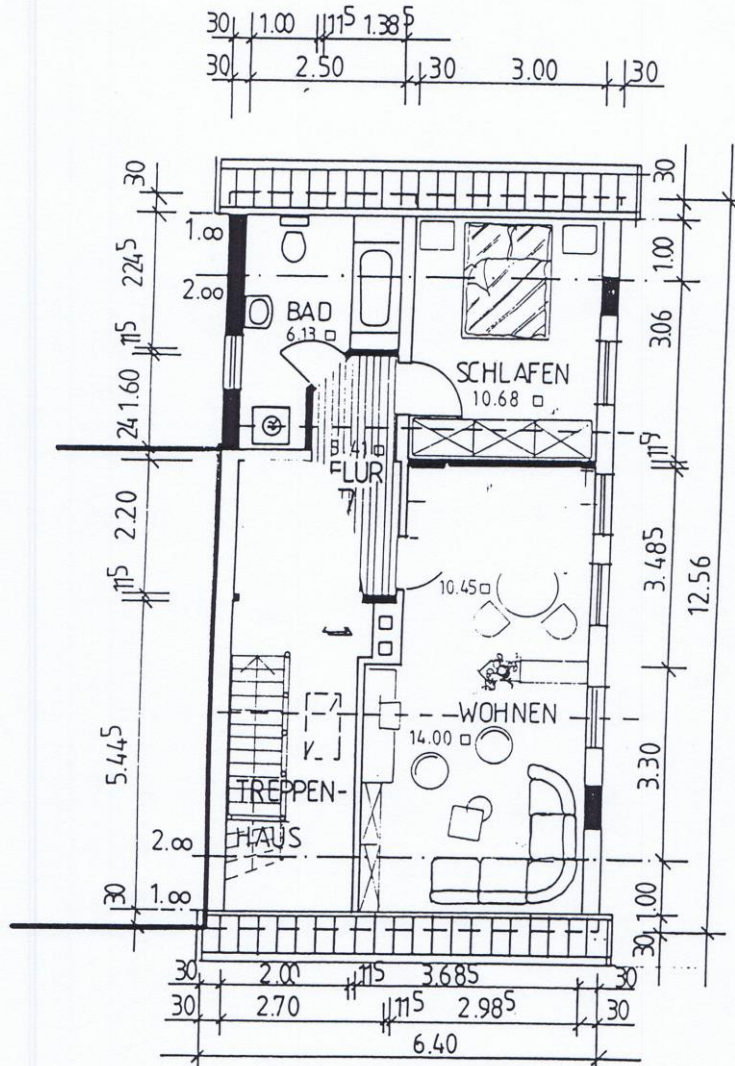 30 1.00 11⁵ 1.38⁵
30 2.50 30 3.00 30
30
22⁴⁵
11⁵
1.60
24
2.20
11⁵
5.44⁵
30
1.00
2.00
BAD
6.13 □
SCHLAFEN
10.68 □
FLUR
10.45 □
WOHNEN
14.00 □
TREPPEN-
HAUS
2.00
1.00
30
1.00
3.06
11⁵
3.48⁵
3.30
1.00
30
12.56
30 2.00 11⁵ 3.68⁵ 30
30 2.70 11⁵ 2.98⁵ 30
6.40